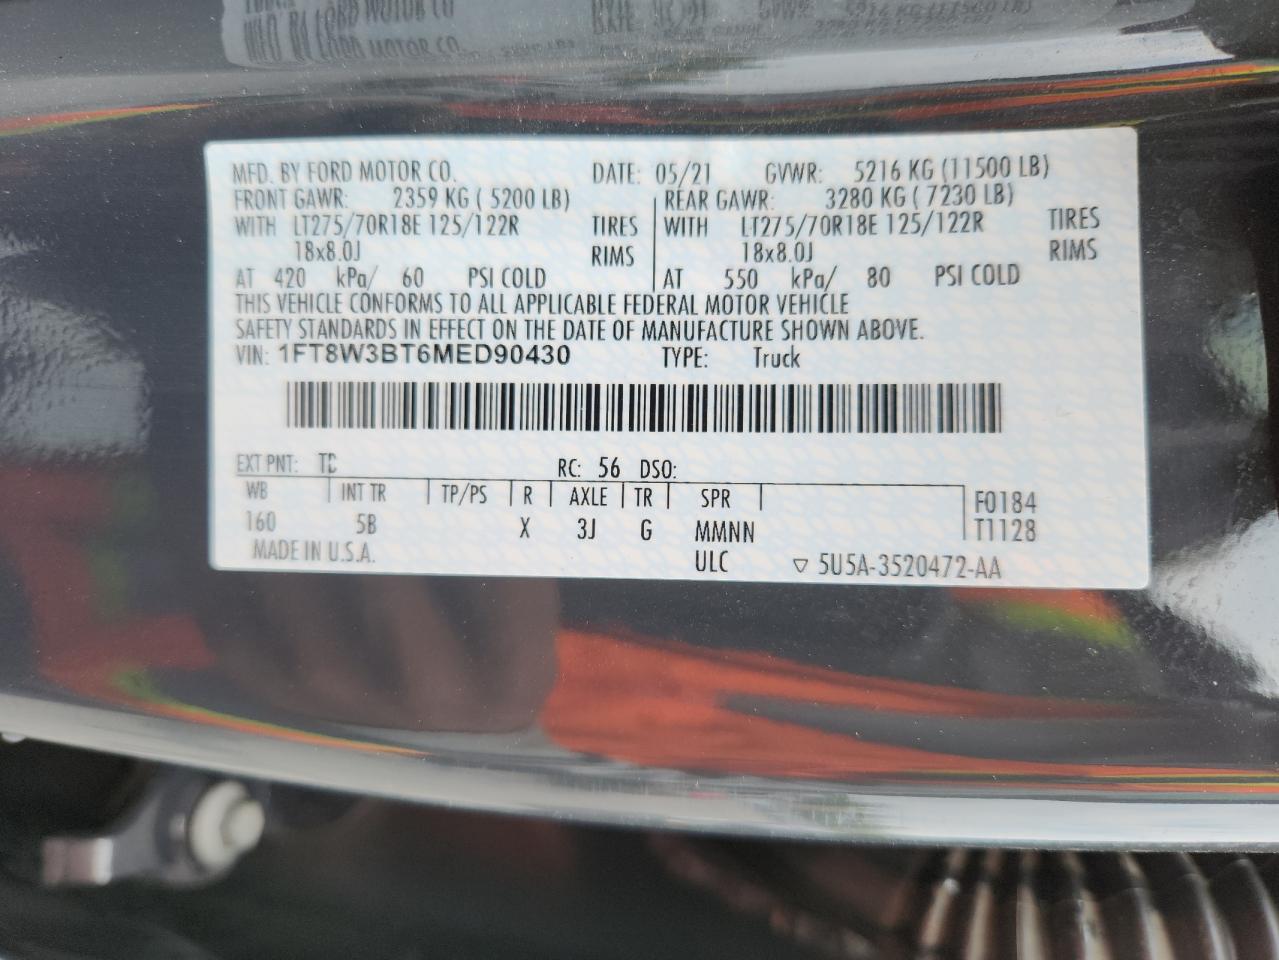 MFD. BY FORD MOTOR CO. DATE: 05/21 GVWR: 5216 KG (11500 LB)
FRONT GAWR: 2359 KG ( 5200 LB) REAR GAWR: 3280 KG ( 7230 LB)
WITH LT275/70R18E 125/122R TIRES WITH LT275/70R18E 125/122R TIRES
18x8.0J RIMS 18x8.0J RIMS
AT 420 kPa/ 60 PSI COLD AT 550 kPa/ 80 PSI COLD
THIS VEHICLE CONFORMS TO ALL APPLICABLE FEDERAL MOTOR VEHICLE
SAFETY STANDARDS IN EFFECT ON THE DATE OF MANUFACTURE SHOWN ABOVE.
VIN: 1FT8W3BT6MED90430 TYPE: Truck
EXT PNT: RC: 56 DSO:
WB INT TR TP/PS R AXLE TR SPR F0184
160 5B X 3J G MMNN T1128
MADE IN U.S.A. ULC ▽ 5U5A-3520472-AA